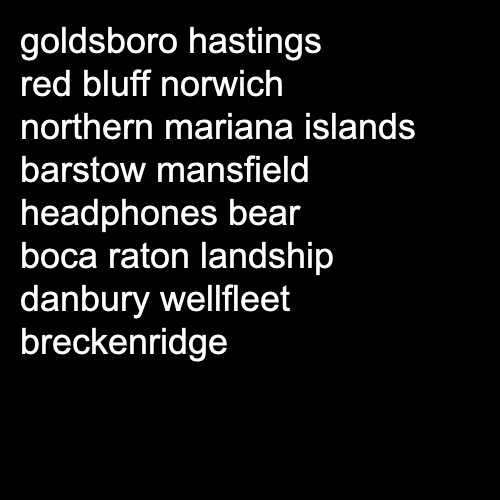 goldsboro hastings
red bluff norwich
northern mariana islands
barstow mansfield
headphones bear
boca raton landship
danbury wellfleet
breckenridge